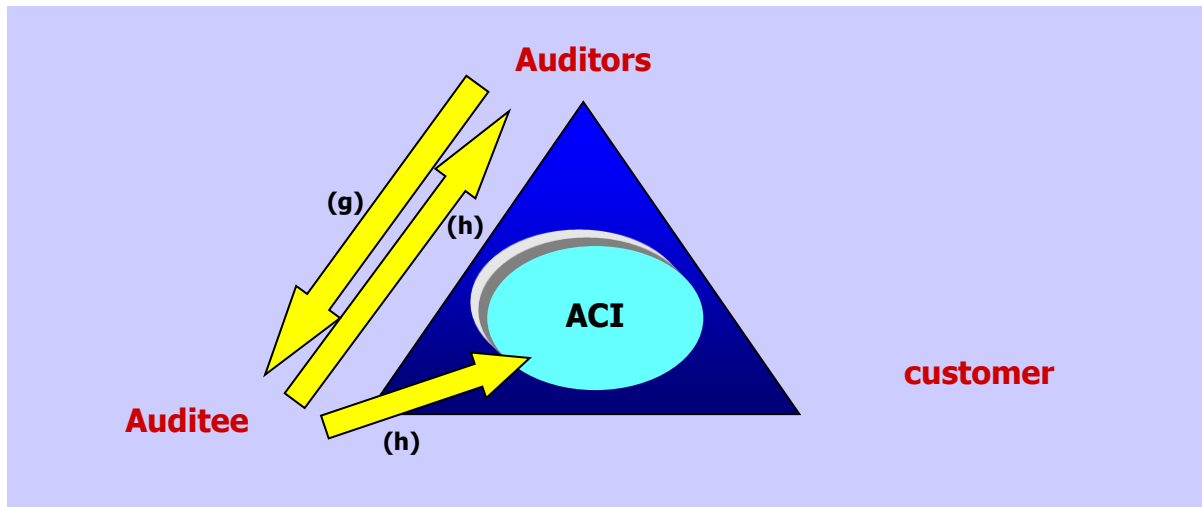 Auditors
(g)
(h)
ACI
customer
Auditee
(h)